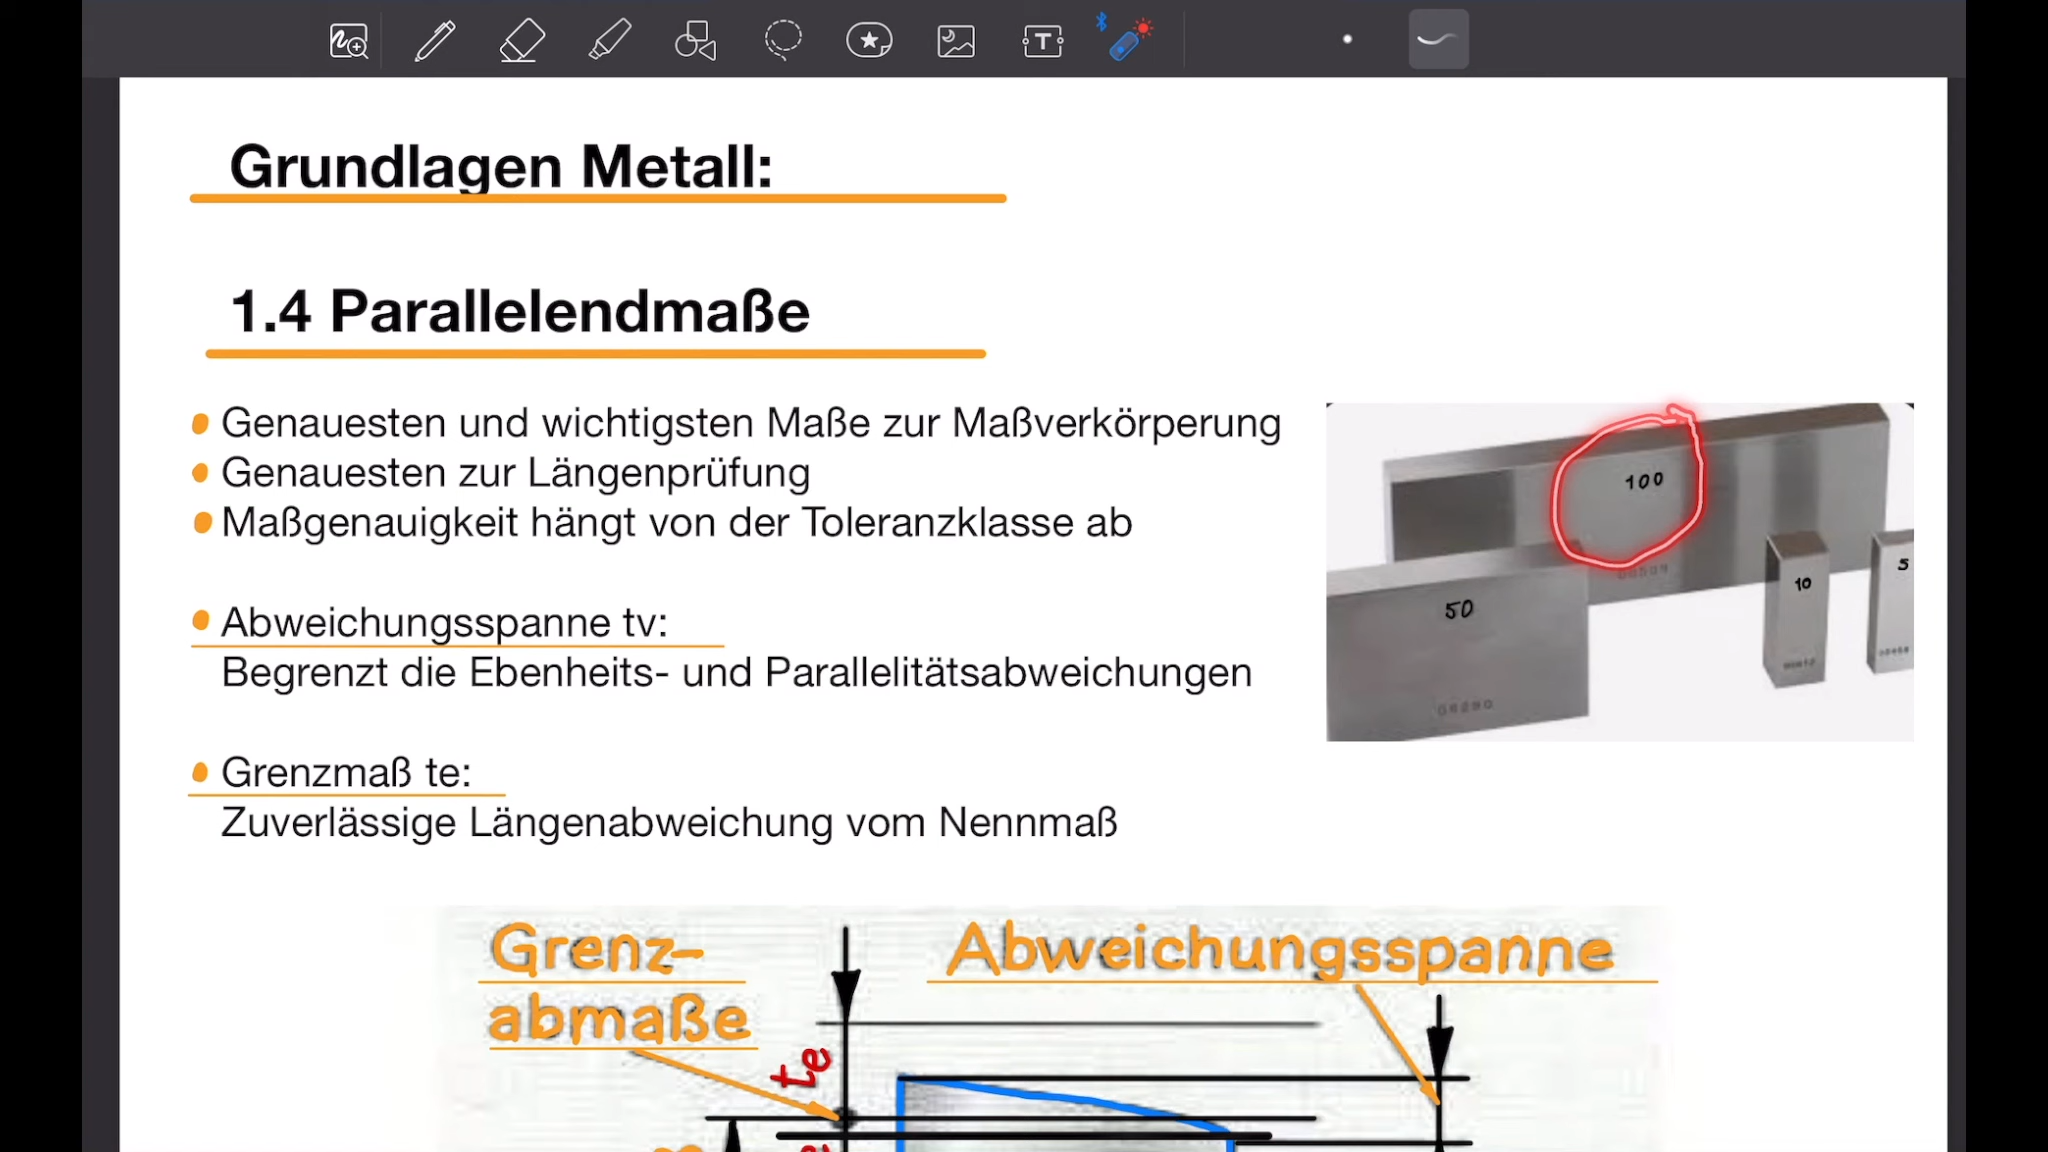 Grundlagen Metall:
1.4 Parallelendmaße
Genauesten und wichtigsten Maße zur Maßverkörperung
Genauesten zur Längenprüfung
Maßgenauigkeit hängt von der Toleranzklasse ab
Abweichungsspanne tv:
Begrenzt die Ebenheits- und Parallelitätsabweichungen
Grenzmaß te:
Zuverlässige Längenabweichung vom Nennmaß
100
50
10
5
Grenz-
abmaße
Abweichungsspanne
te